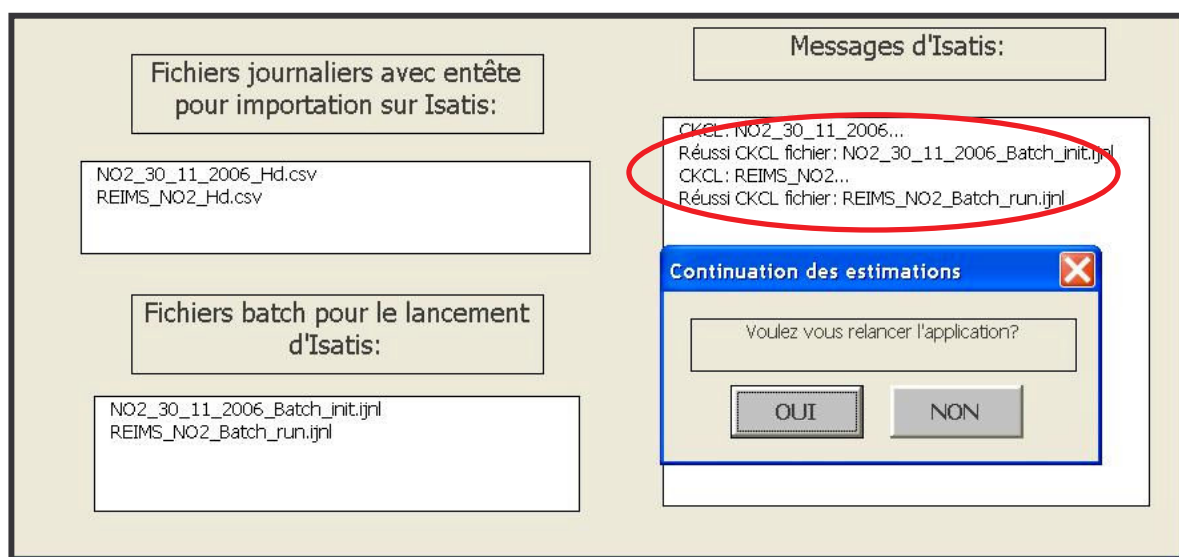 Fichiers journaliers avec entête
pour importation sur Isatis:
NO2_30_11_2006_Hd.csv
REIMS_NO2_Hd.csv
Fichiers batch pour le lancement
d'Isatis:
NO2_30_11_2006_Batch_init.ijnl
REIMS_NO2_Batch_run.ijnl
Messages d'Isatis:
CKCL: NO2_30_11_2006...
Réussi CKCL fichier: NO2_30_11_2006_Batch_init.ijnl
CKCL: REIMS_NO2...
Réussi CKCL fichier: REIMS_NO2_Batch_run.ijnl
Continuation des estimations
Voulez vous relancer l'application?
OUI
NON